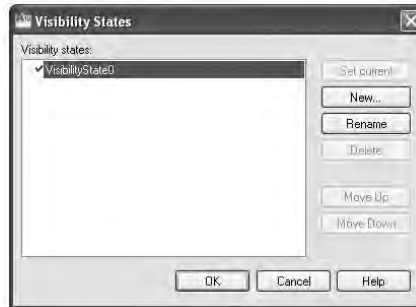 Visibility States
Visibility states:
✓VisibilityState0
Set current
New...
Rename
Delete
Move Up
Move Down
OK Cancel Help